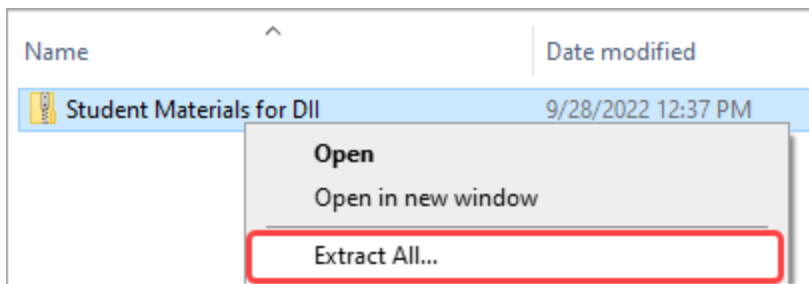 Name Date modified
Student Materials for DII 9/28/2022 12:37 PM
Open
Open in new window
Extract All...